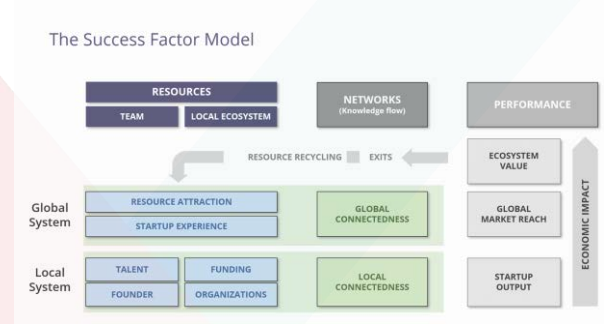 The Success Factor Model
RESOURCES
TEAM
LOCAL ECOSYSTEM
NETWORKS
(Knowledge flow)
PERFORMANCE
RESOURCE RECYCLING
EXITS
ECOSYSTEM
VALUE
Global
System
RESOURCE ATTRACTION
STARTUP EXPERIENCE
GLOBAL
CONNECTEDNESS
GLOBAL
MARKET REACH
Local
System
TALENT
FUNDING
FOUNDER
ORGANIZATIONS
LOCAL
CONNECTEDNESS
STARTUP
OUTPUT
ECONOMIC IMPACT